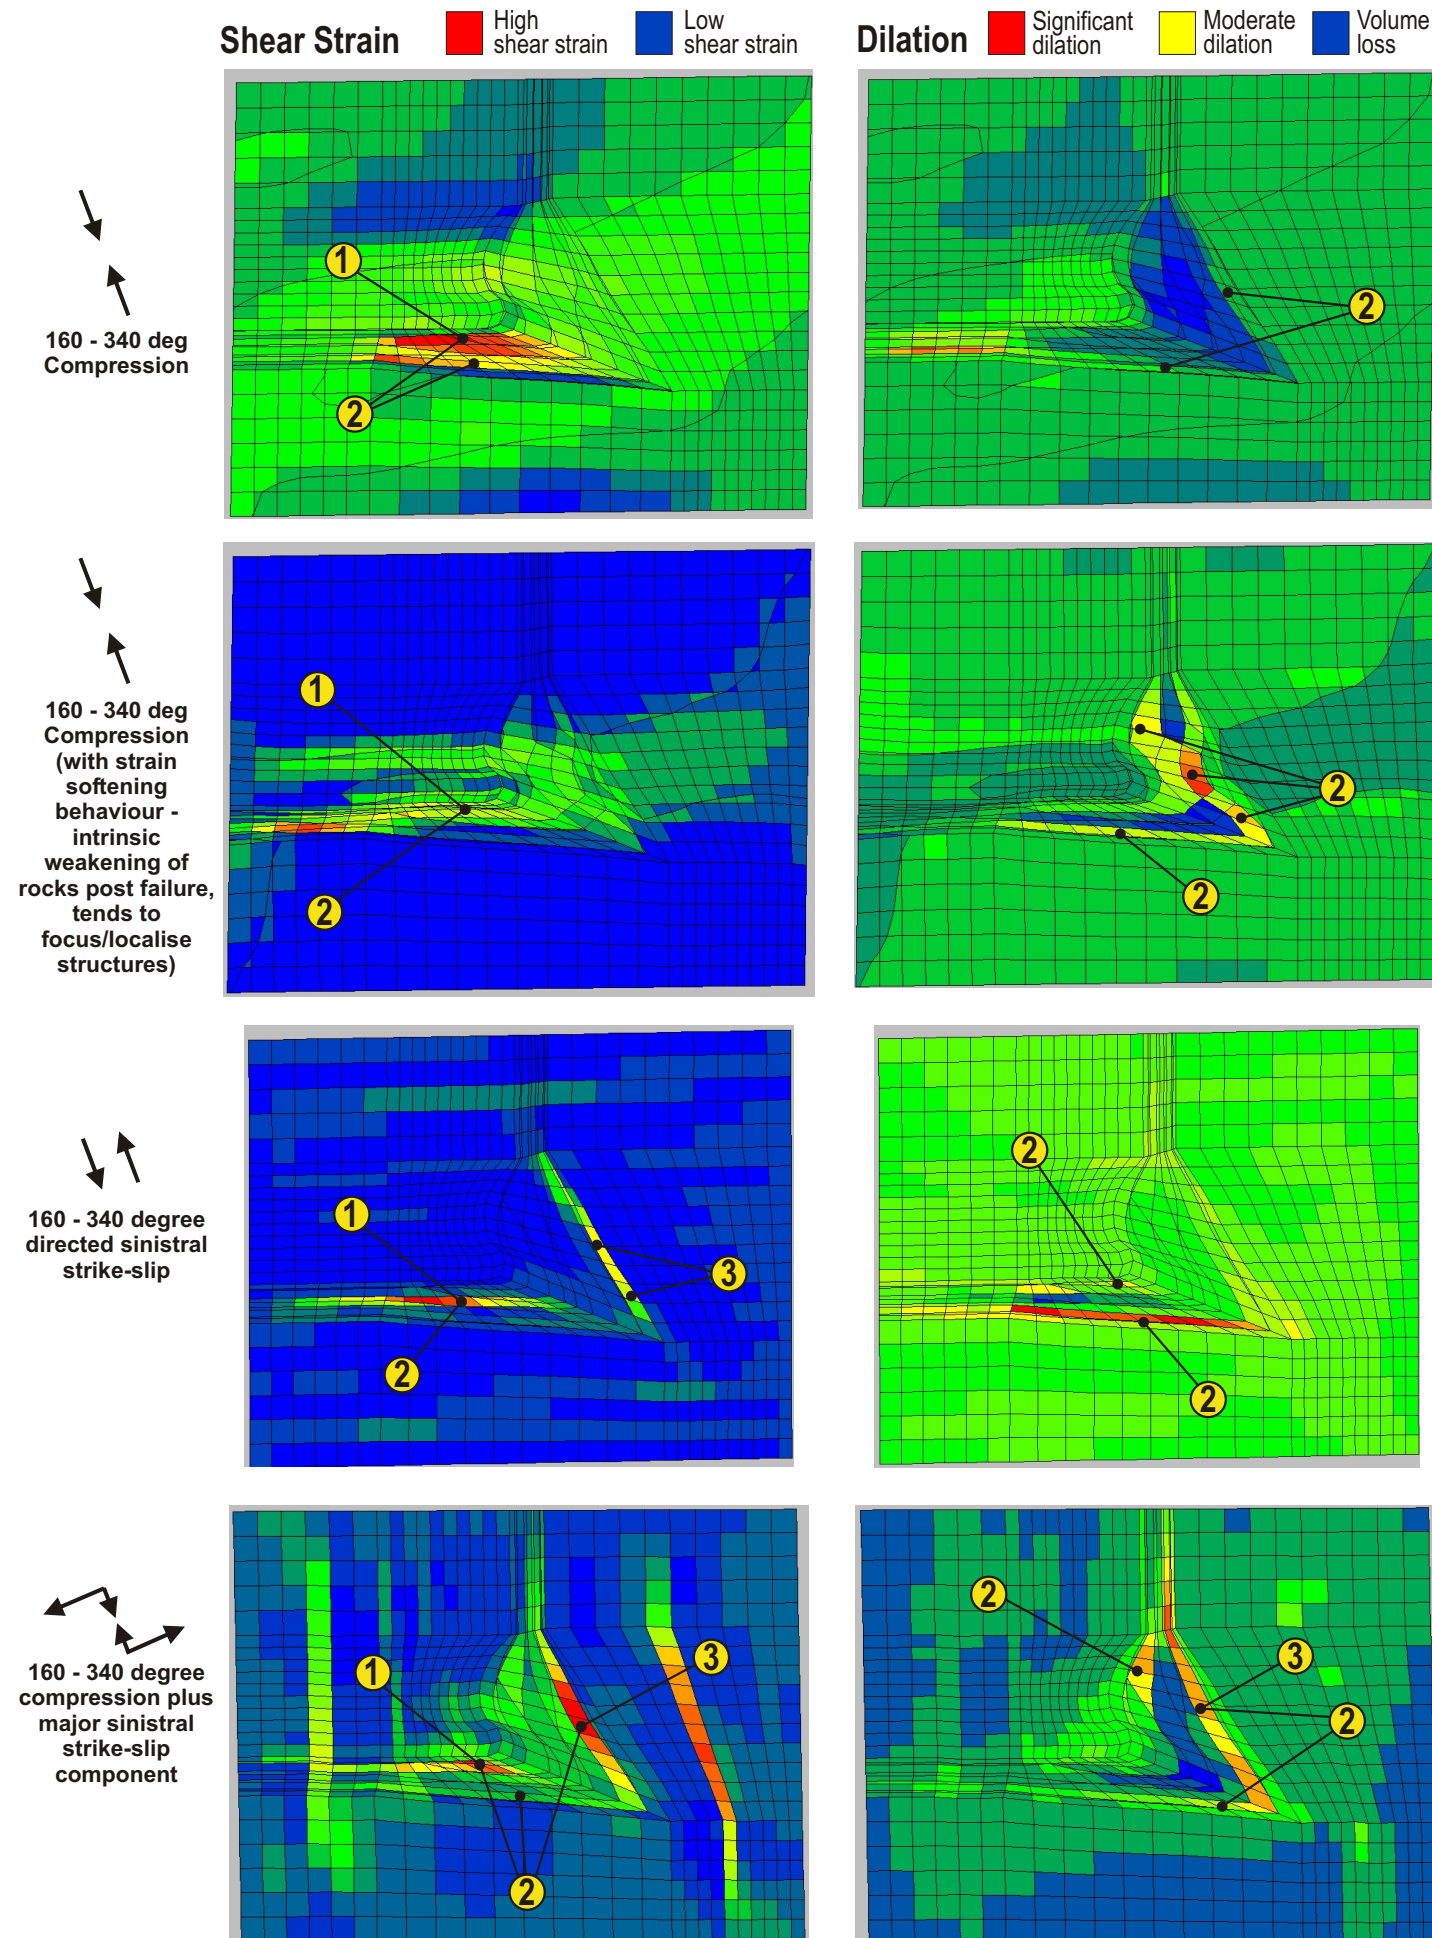 Shear Strain
High
shear strain
Low
shear strain
Dilation
Significant
dilation
Moderate
dilation
Volume
loss
160 - 340 deg
Compression
1
2
2
160 - 340 deg
Compression
(with strain
softening
behaviour -
intrinsic
weakening of
rocks post failure,
tends to
focus/localise
structures)
1
2
2
2
160 - 340 degree
directed sinistral
strike-slip
1
2
3
2
2
160 - 340 degree
compression plus
major sinistral
strike-slip
component
1
3
2
2
3
2